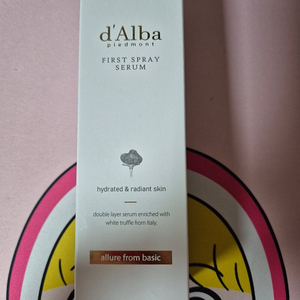 d'Alba
piedmont
FIRST SPRAY
SERUM
hydrated & radiant skin
double layer serum enriched with
white truffle from Italy.
allure from basic